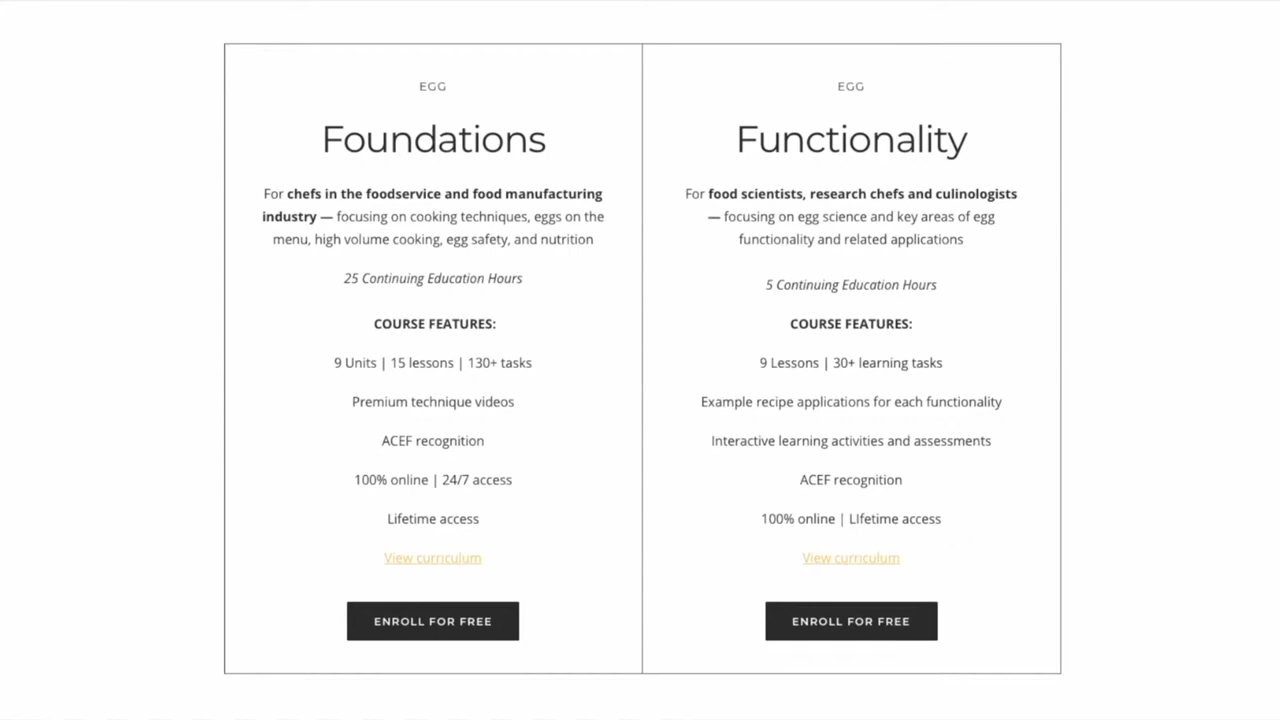 EGG
Foundations
For chefs in the foodservice and food manufacturing
industry — focusing on cooking techniques, eggs on the
menu, high volume cooking, egg safety, and nutrition
25 Continuing Education Hours
COURSE FEATURES:
9 Units | 15 lessons | 130+ tasks
Premium technique videos
ACEF recognition
100% online | 24/7 access
Lifetime access
View curriculum
ENROLL FOR FREE
EGG
Functionality
For food scientists, research chefs and culinologists
— focusing on egg science and key areas of egg
functionality and related applications
5 Continuing Education Hours
COURSE FEATURES:
9 Lessons | 30+ learning tasks
Example recipe applications for each functionality
Interactive learning activities and assessments
ACEF recognition
100% online | LIfetime access
View curriculum
ENROLL FOR FREE